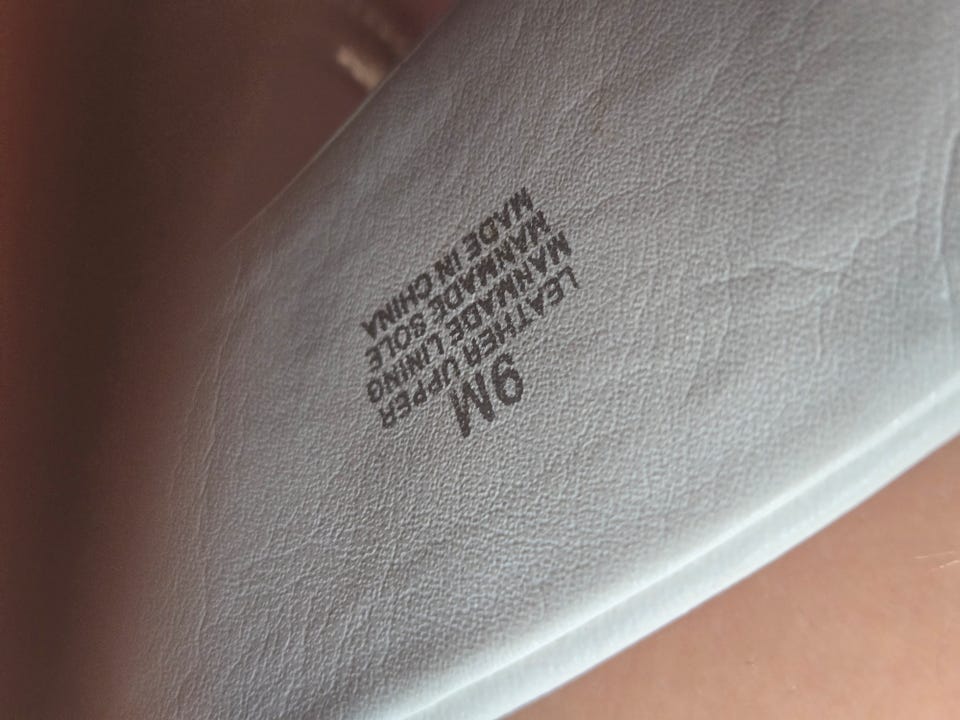 9M
LEATHER UPPER
MANMADE LINING
MANMADE SOLE
MADE IN CHINA